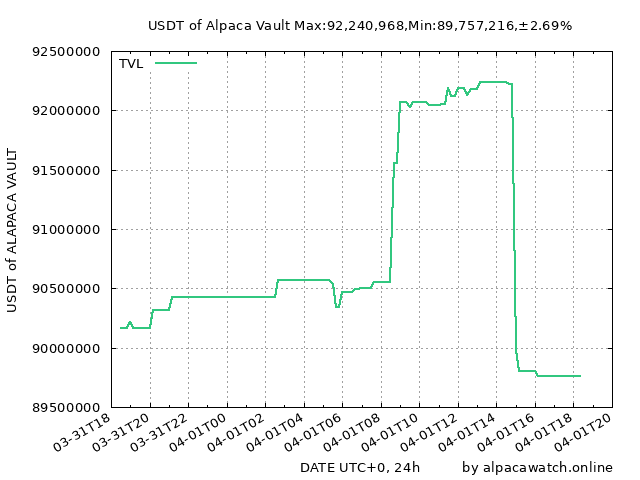 USDT of Alpaca Vault Max:92,240,968,Min:89,757,216,±2.69%
TVL
92500000
92000000
91500000
91000000
90500000
90000000
89500000
USDT of ALAPACA VAULT
03-31T18
03-31T20
03-31T22
04-01T00
04-01T02
04-01T04
04-01T06
04-01T08
04-01T10
04-01T12
04-01T14
04-01T16
04-01T18
04-01T20
DATE UTC+0, 24h
by alpacawatch.online